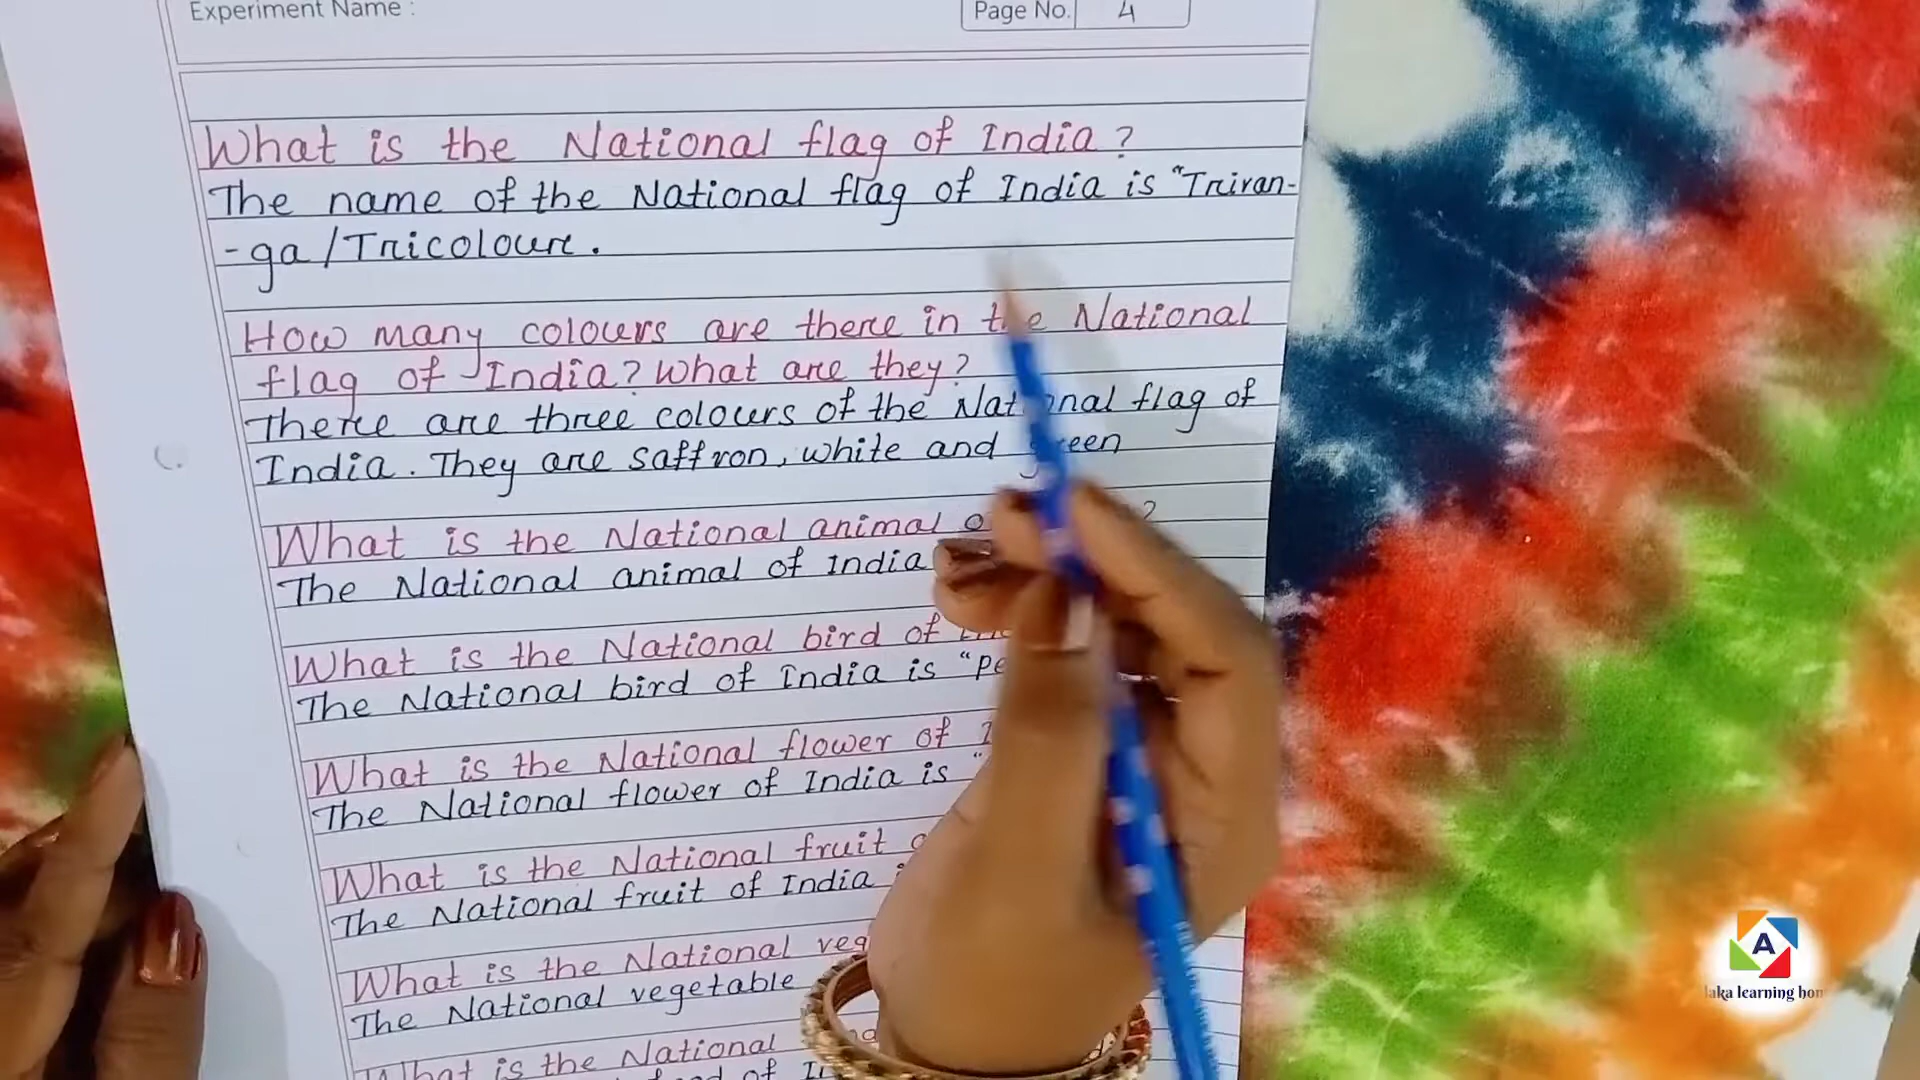 Experiment Name :
Page No. 4
What is the National flag of India?
The name of the National flag of India is "Triran-
-ga/Tricolour.
How many colours are there in the National
flag of India? What are they?
There are three colours of the National flag of
India. They are saffron, white and green
What is the National animal ?
The National animal of India
What is the National bird of
The National bird of India is
What is the National flower of
The National flower of India is "
What is the National fruit
The National fruit of India
What is the National
The National vegetable
What is the National
of
A
learning